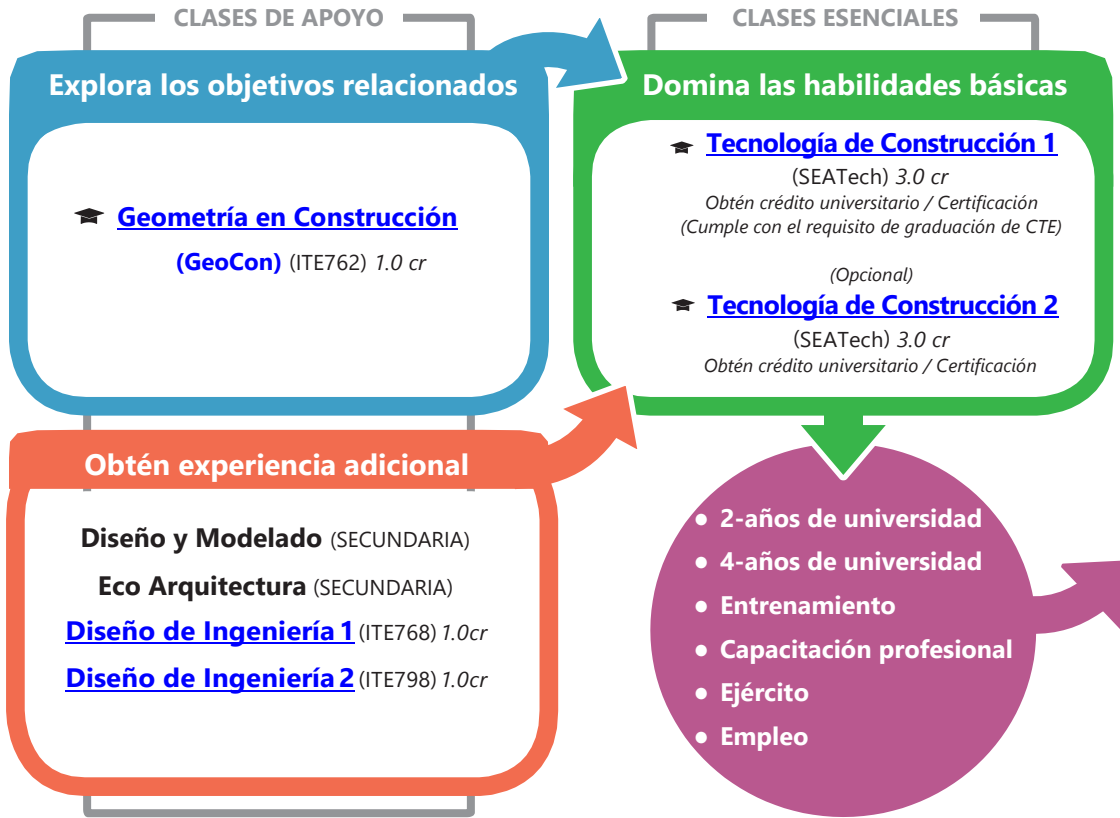 CLASES DE APOYO
Explora los objetivos relacionados
Geometría en Construcción
(GeoCon) (ITE762) 1.0 cr
Obtén experiencia adicional
Diseño y Modelado (SECUNDARIA)
Eco Arquitectura (SECUNDARIA)
Diseño de Ingeniería 1 (ITE768) 1.0cr
Diseño de Ingeniería 2 (ITE798) 1.0cr
CLASES ESENCIALES
Domina las habilidades básicas
Tecnología de Construcción 1
(SEATech) 3.0 cr
Obtén crédito universitario / Certificación
(Cumple con el requisito de graduación de CTE)
(Opcional)
Tecnología de Construcción 2
(SEATech) 3.0 cr
Obtén crédito universitario / Certificación
• 2-años de universidad
• 4-años de universidad
• Entrenamiento
• Capacitación profesional
• Ejército
• Empleo